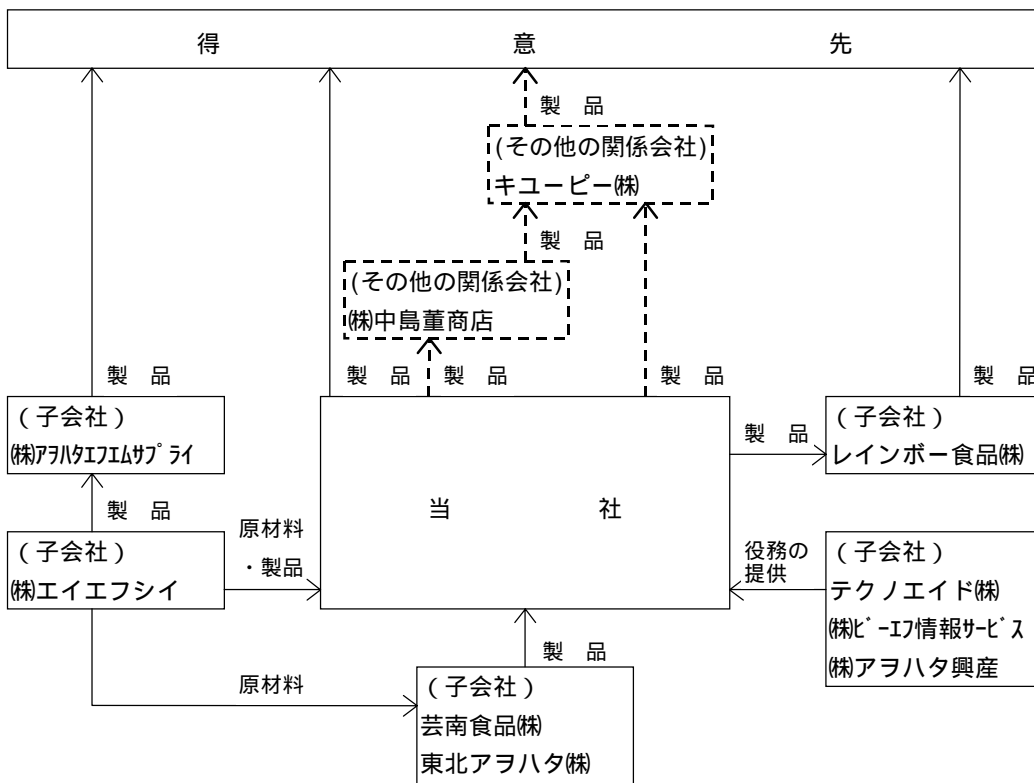 得意先
製 品
(その他の関係会社)
キユーピー㈱
製 品
(その他の関係会社)
㈱中島董商店
製 品
製 品
製 品
製 品
製 品
(子会社)
㈱アヲハタエフエムサプライ
製 品
(子会社)
㈱エイエフシイ
原材料
・製品
原材料
当社
製 品
(子会社)
レインボー食品㈱
役務の
提供
(子会社)
テクノエイド㈱
㈱ビーエフ情報サービス
㈱アヲハタ興産
製 品
(子会社)
芸南食品㈱
東北アヲハタ㈱